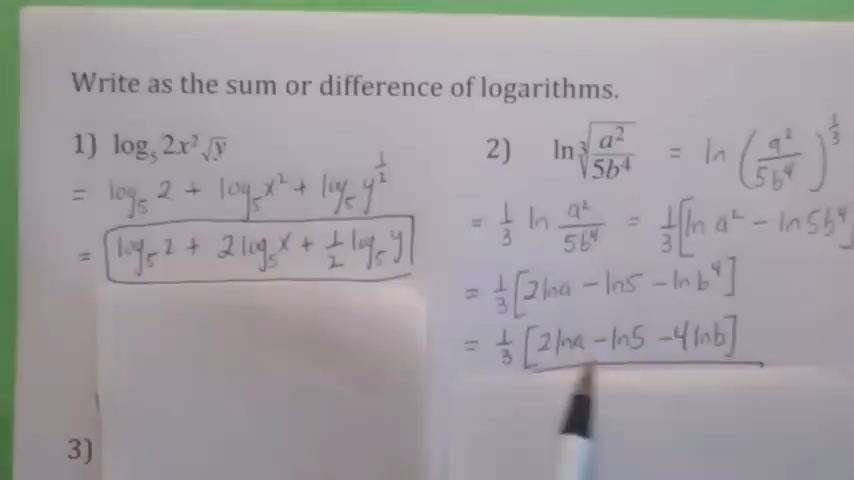 Write as the sum or difference of logarithms.
1) log₅ 2x²√y
= log₅ 2 + log₅ x² + log₅ y^(1/2)
= log₅ 2 + 2 log₅ x + 1/2 log₅ y
2) ln ∛(a²/5b⁴) = ln (a²/5b⁴)^(1/3)
= 1/3 ln a²/5b⁴ = 1/3 [ln a² − ln 5b⁴
= 1/3 [2 ln a − ln 5 − ln b⁴]
= 1/3 [2 ln a − ln 5 − 4 ln b]
3)